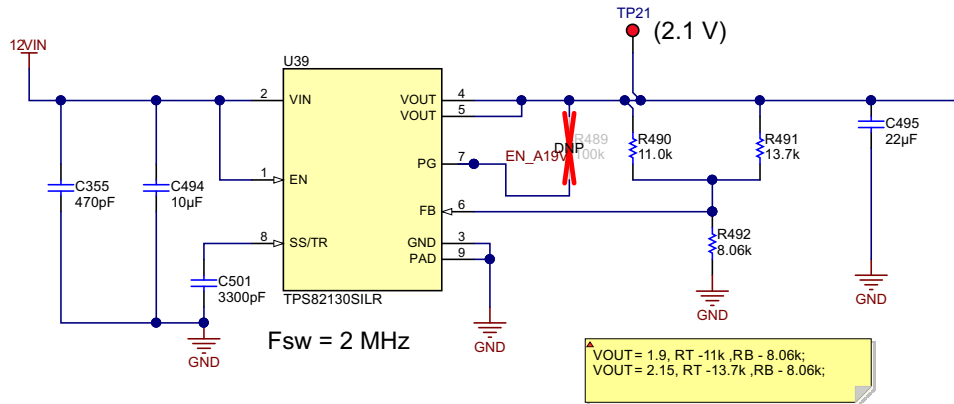 TP21
(2.1 V)
12VIN
U39
2
VIN
VOUT
4
VOUT
5
R489
100k
DNP
R490
11.0k
R491
13.7k
C495
22µF
EN_A19V
PG
7
1
EN
C355
470pF
C494
10µF
FB
6
R492
8.06k
8
SS/TR
GND
3
PAD
9
C501
3300pF
TPS82130SILR
GND
Fsw = 2 MHz
GND
GND
GND
VOUT = 1.9, RT -11k ,RB - 8.06k;
VOUT = 2.15, RT -13.7k ,RB - 8.06k;